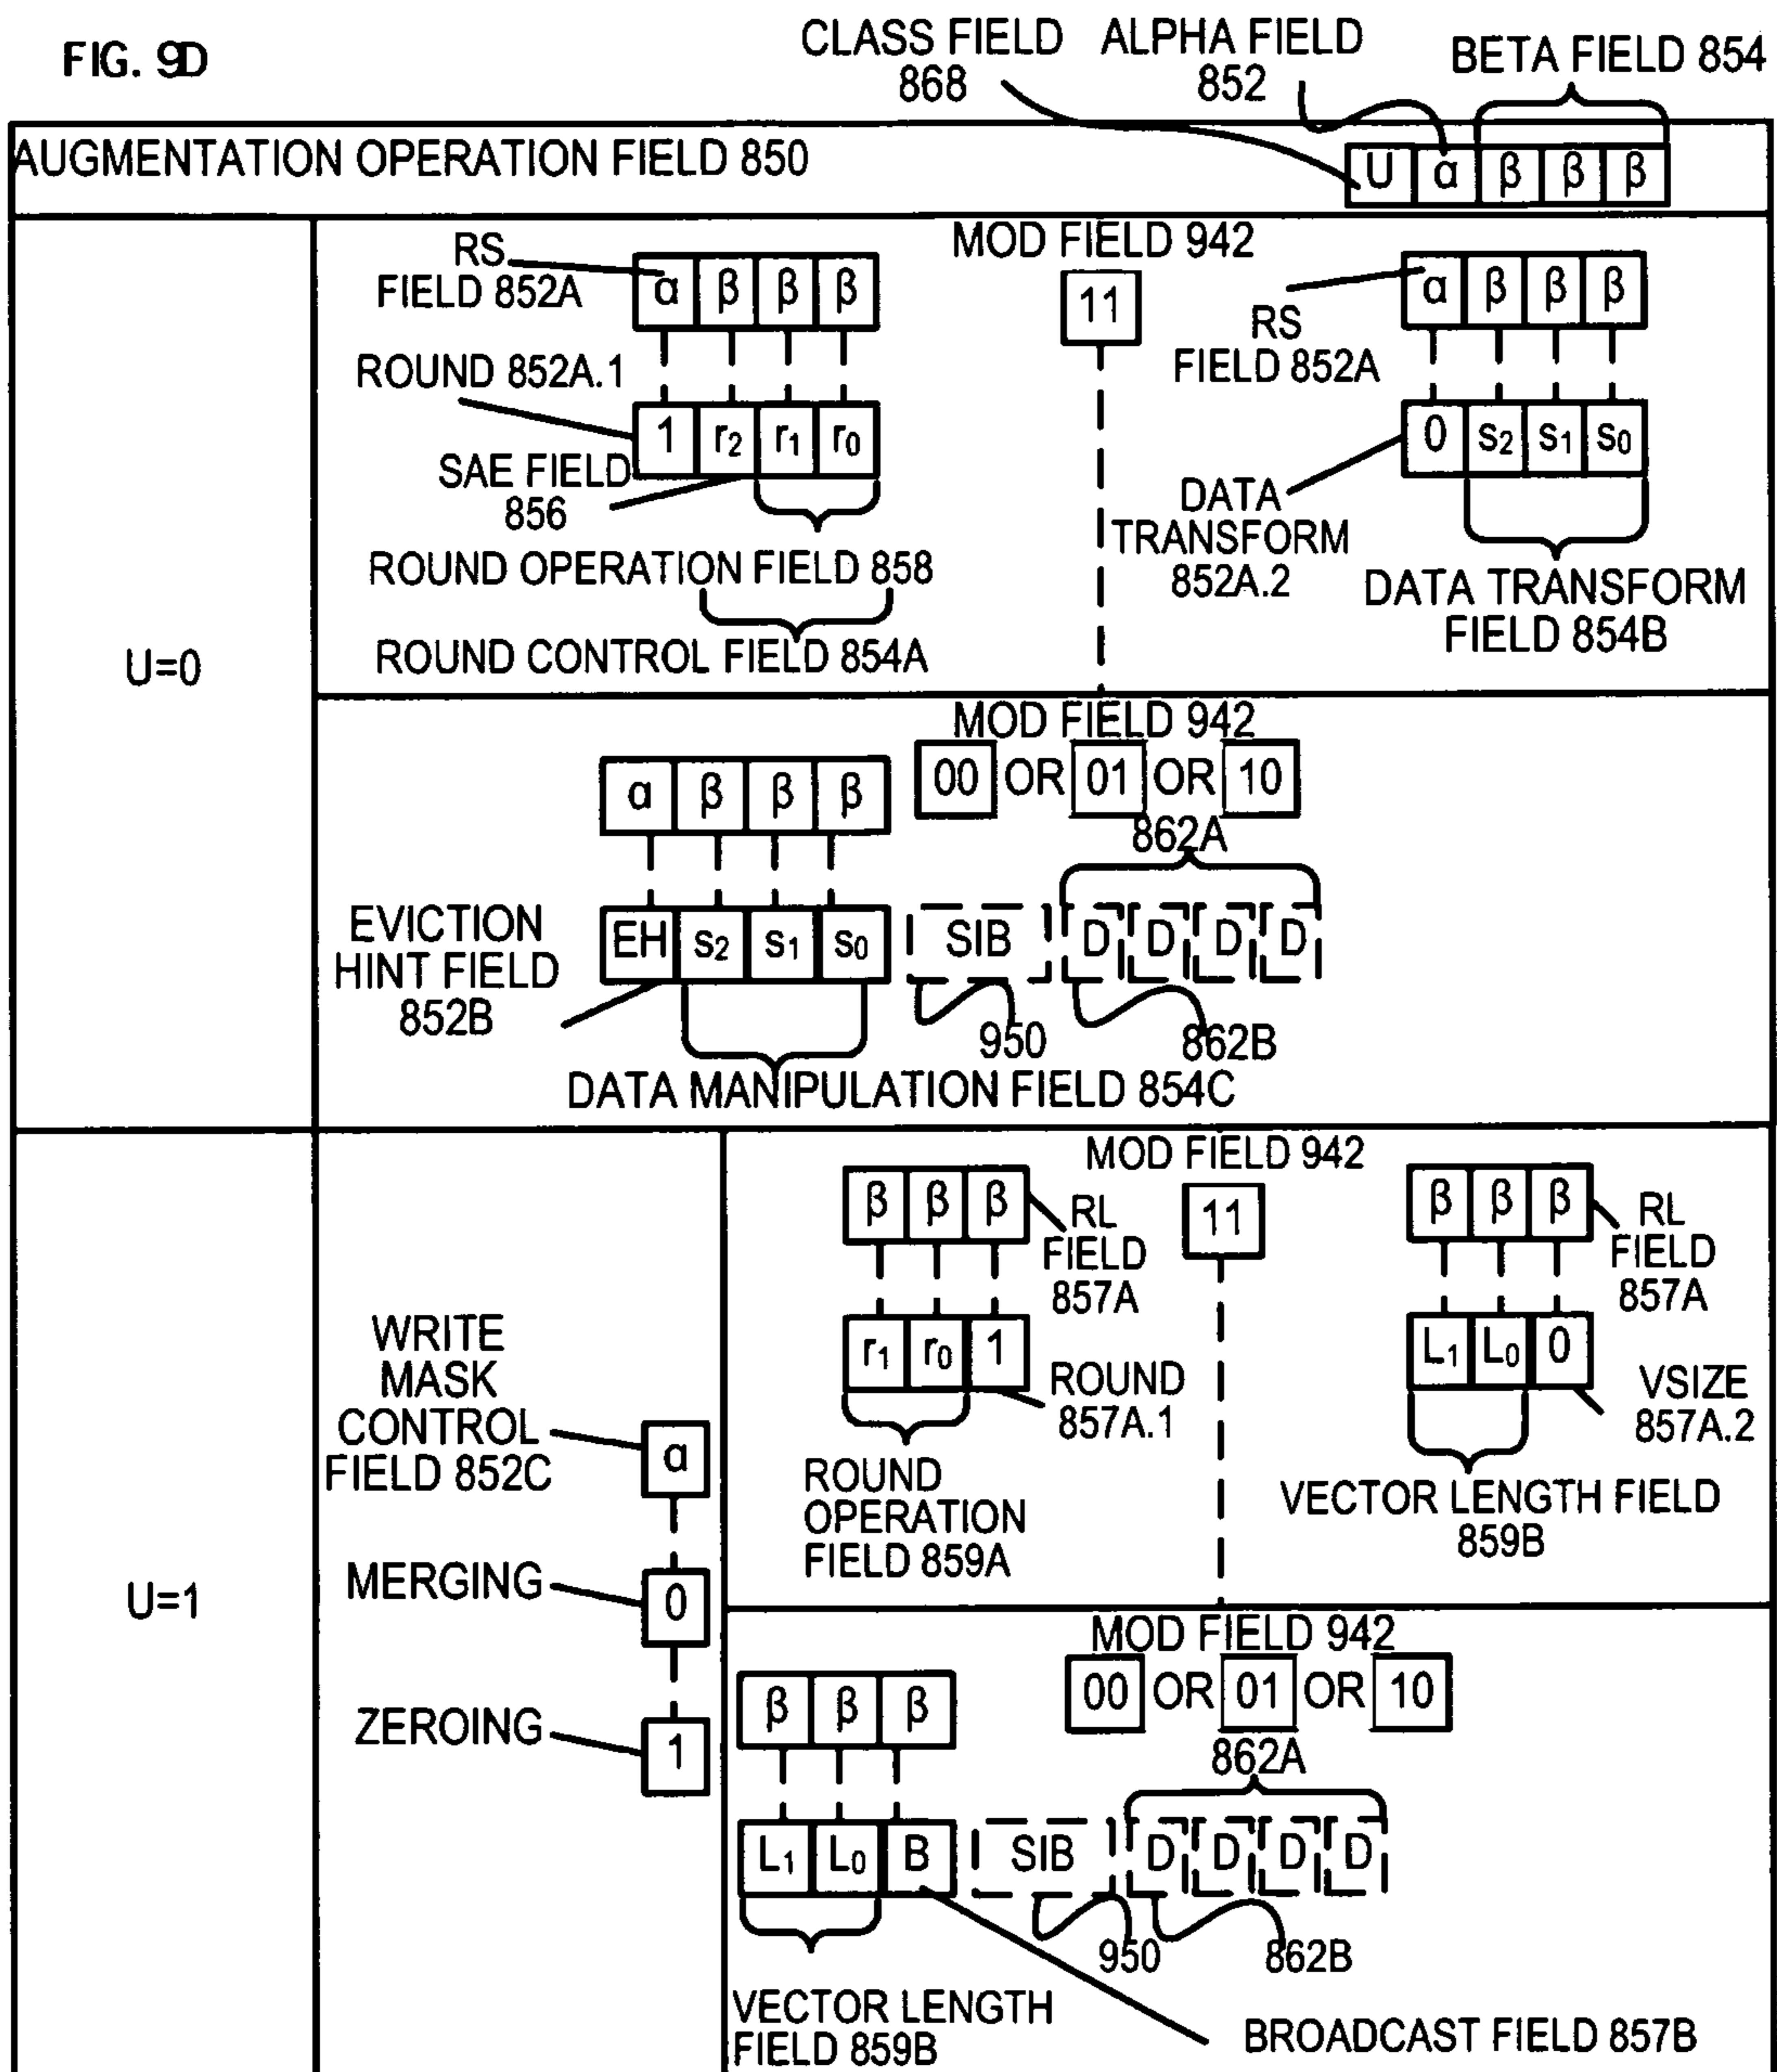 FIG. 9D
CLASS FIELD
868
ALPHA FIELD
852
BETA FIELD 854
AUGMENTATION OPERATION FIELD 850
U α β β β
U=0
RS
FIELD 852A
α β β β
MOD FIELD 942
11
α β β β
RS
FIELD 852A
ROUND 852A.1
1 r2 r1 r0
0 s2 s1 s0
SAE FIELD
856
DATA
TRANSFORM
852A.2
ROUND OPERATION FIELD 858
DATA TRANSFORM
FIELD 854B
ROUND CONTROL FIELD 854A
MOD FIELD 942
00 OR 01 OR 10
α β β β
862A
EVICTION
HINT FIELD
852B
EH s2 s1 s0 SIB D D D D
950
862B
DATA MANIPULATION FIELD 854C
U=1
WRITE
MASK
CONTROL
FIELD 852C
α
MERGING
0
ZEROING
1
MOD FIELD 942
11
β β β
RL
FIELD
857A
r1 r0 1
ROUND
857A.1
ROUND
OPERATION
FIELD 859A
β β β
RL
FIELD
857A
L1 L0 0
VSIZE
857A.2
VECTOR LENGTH FIELD
859B
MOD FIELD 942
00 OR 01 OR 10
β β β
862A
L1 L0 B SIB D D D D
950
862B
VECTOR LENGTH
FIELD 859B
BROADCAST FIELD 857B